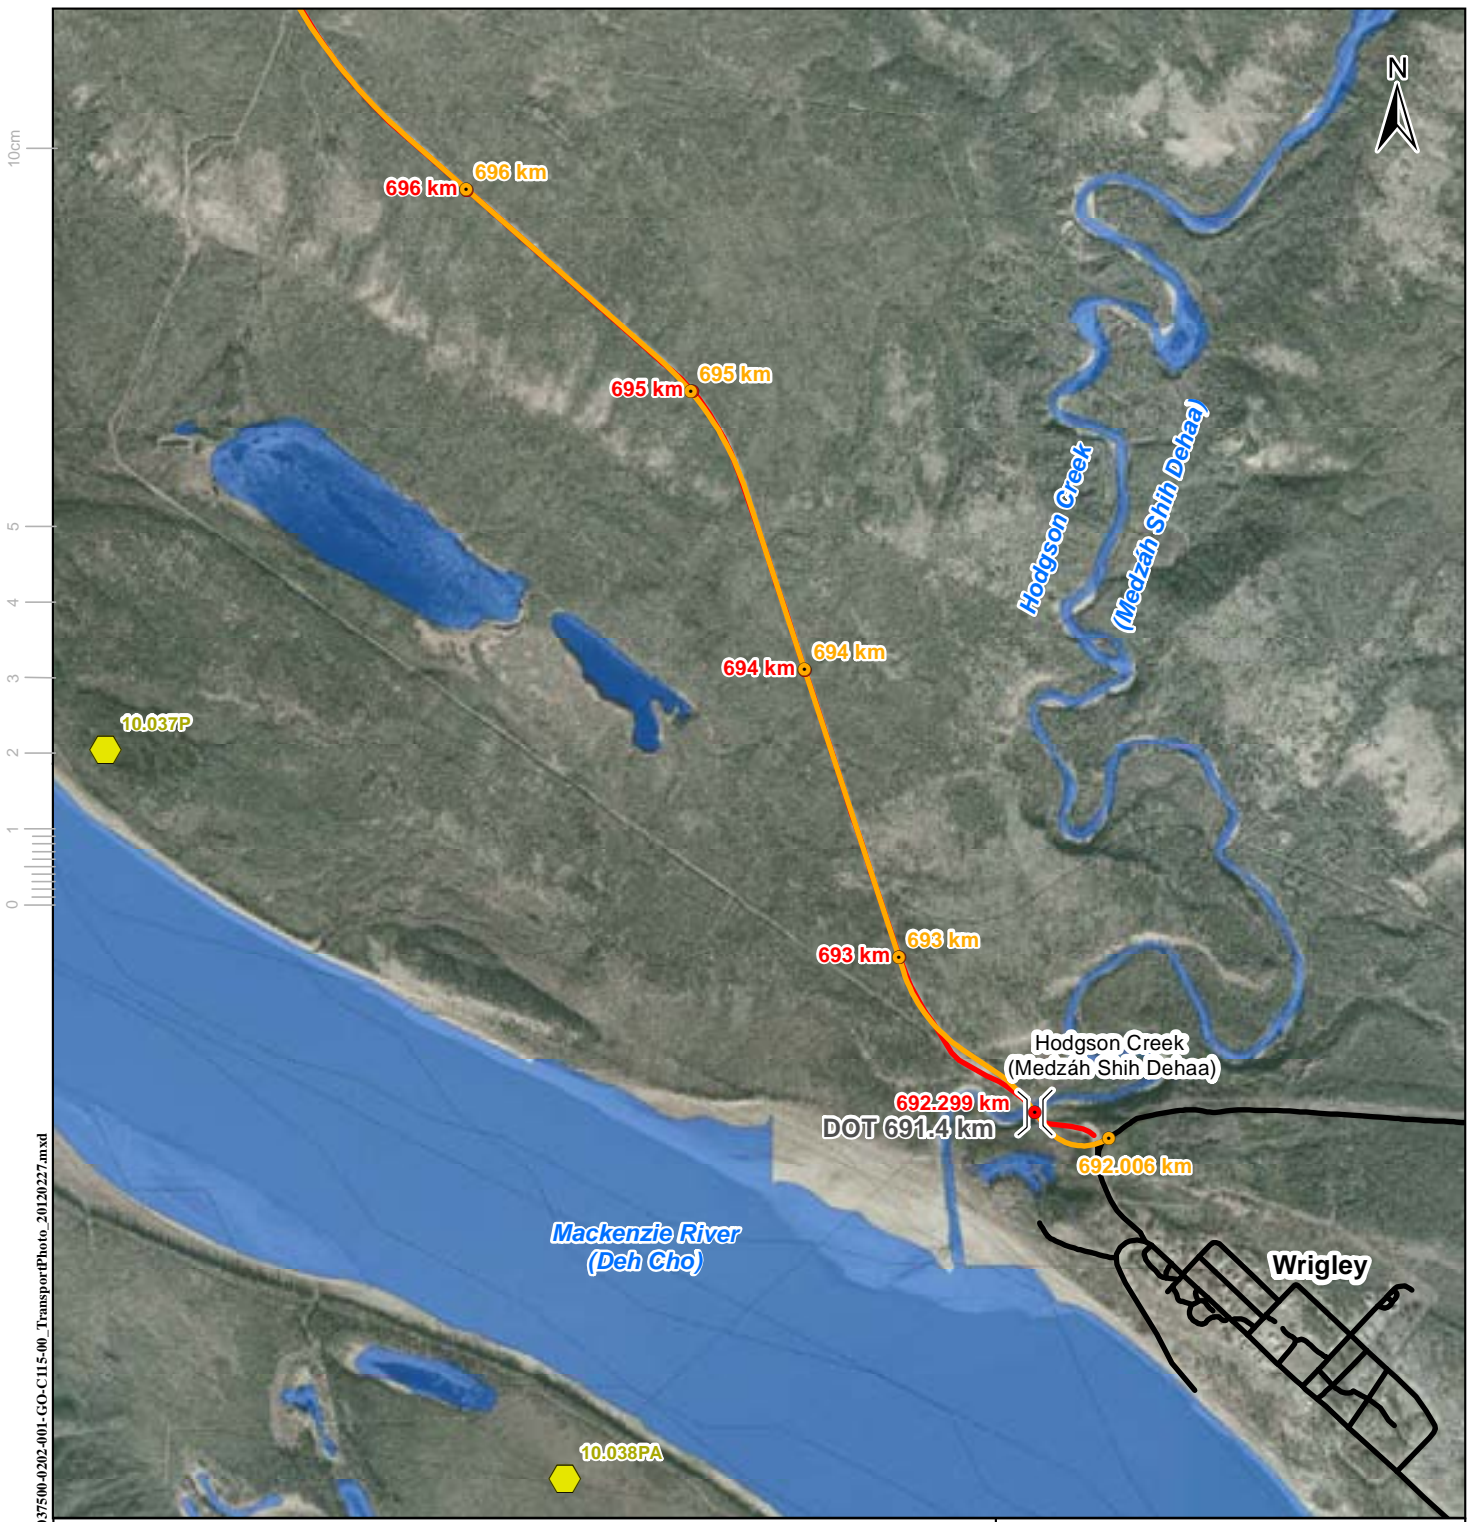 N
10cm
696 km
696 km
695 km
695 km
Hodgson Creek
(Medzáh Shih Dehaa)
5
4
694 km
694 km
3
10.037P
2
1
0
693 km
693 km
Hodgson Creek
(Medzáh Shih Dehaa)
692.299 km
DOT 691.4 km
692.006 km
Mackenzie River
(Deh Cho)
Wrigley
10.038PA
037500-0202-001-GO-C115-00_TransportPhoto_20120227.mxd